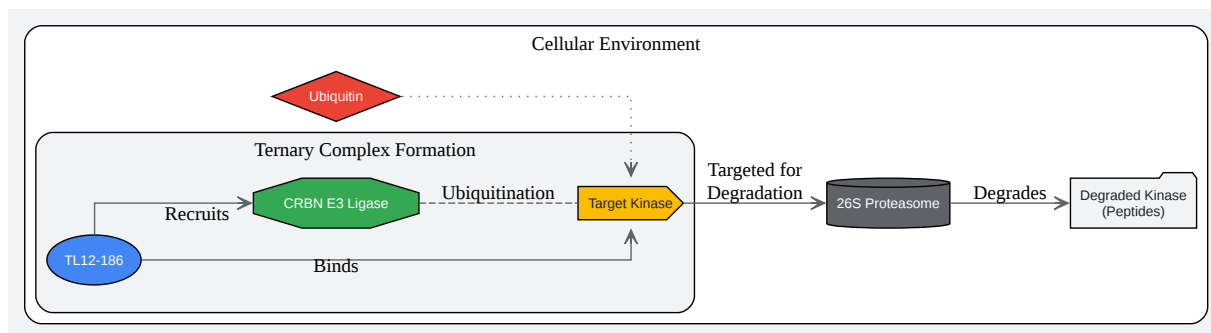 Cellular Environment
Ubiquitin
Ternary Complex Formation
Recruits
CRBN E3 Ligase
Ubiquitination
Target Kinase
Targeted for
Degradation
26S Proteasome
Degrades
Degraded Kinase
(Peptides)
TL12-186
Binds